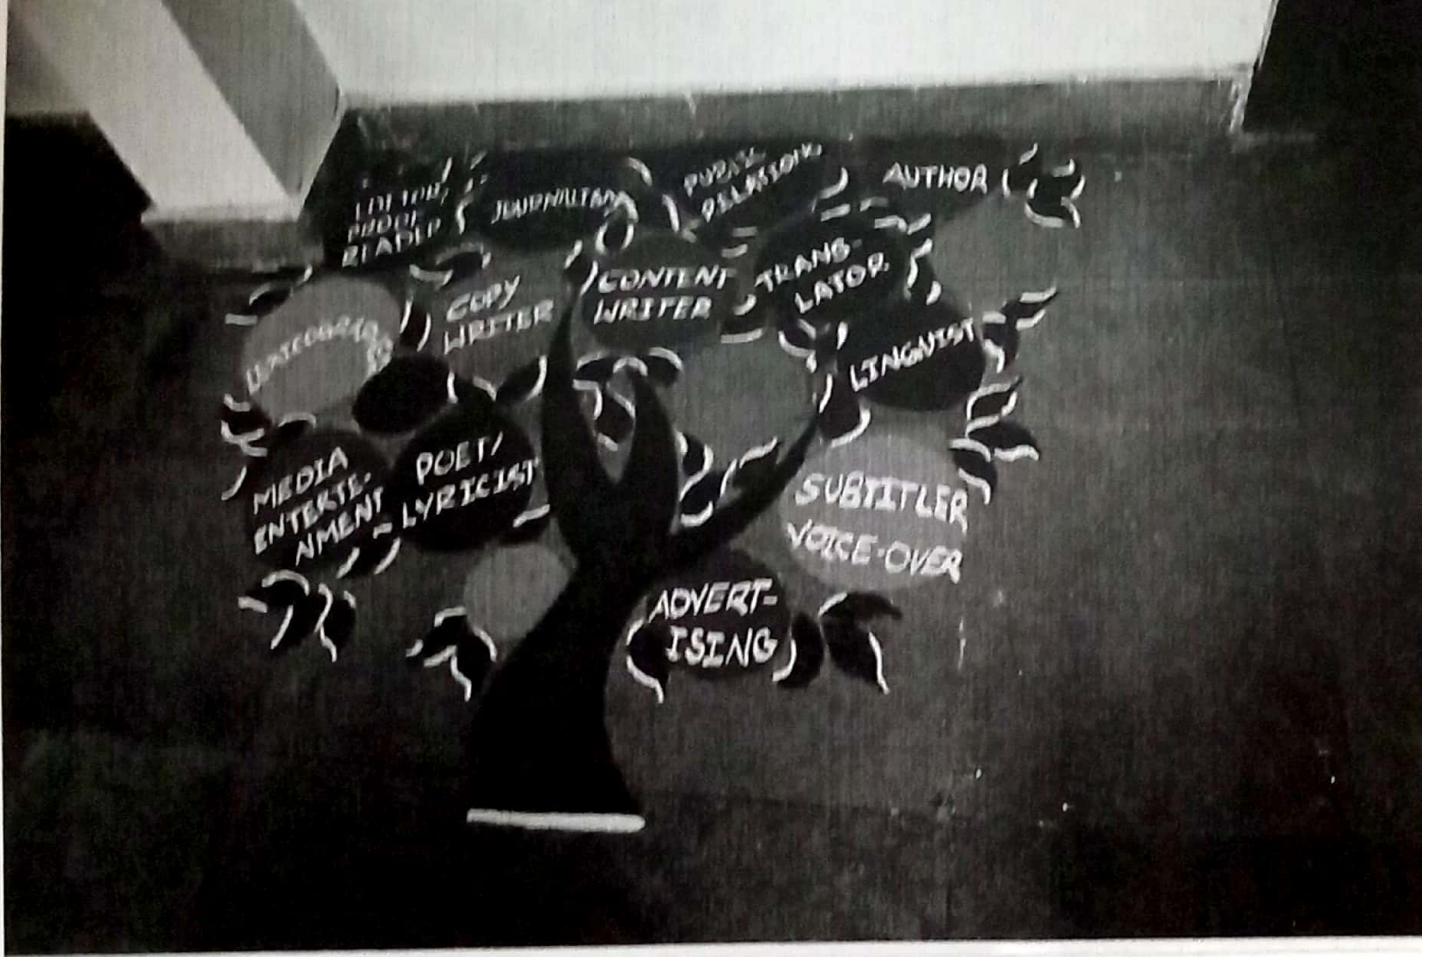 EDITOR/
PROOF
READER
JOURNALISM
PUBLIC
RELATIONS
AUTHOR
COPY
WRITER
CONTENT
WRITER
TRANS-
LATOR
LINGUIST
MEDIA
ENTERTE-
NMENT
POET/
LYRICIST
SUBTITLER
VOICE-OVER
ADVERT-
ISING